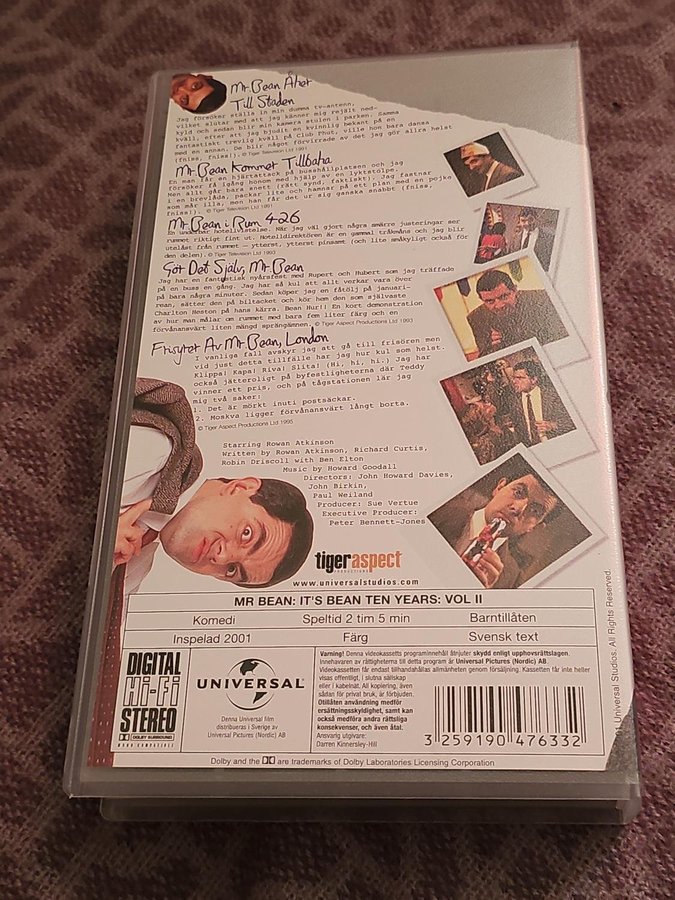 Mr Bean Åker
Till Staden
Jag försöker ställa in min dumma tv-antenn,
vilket slutar med att jag känner mig rejält ned-
kyld och sedan blir min kamera stulen i parken. Samma
kväll, efter att jag bjudit en kvinnlig bekant på en
fantastiskt trevlig kväll på Club Phut, ville hon bara dansa
med en annan. De blir något förvirrade av det jag gör allra helst
(fniss, fniss!). © Tiger Television Ltd 1991
Mr Bean Kommer Tillbaha
En man får en hjärtattack på busshållplatsen och jag
försöker få igång honom med hjälp av en lyktstolpe.
Men allt går bara snett (rätt synd, faktiskt). Jag fastnar
i en brevlåda, packar lite och hamnar på ett plan med en pojke
som mår illa, men han får det ur sig ganska snabbt (fniss,
fniss!). © Tiger Television Ltd 1991
Mr Bean i Rum 426
En underbar hotellvistelse. När jag väl gjort några smärre justeringar ser
rummet riktigt fint ut. Hotelldirektören är en gammal tråkmåns och jag blir
utelåst från rummet – ytterst, ytterst pinsamt (och lite småkyligt också för
den delen). © Tiger Television Ltd 1993
Gör Det Själv, Mr Bean
Jag har en fantastisk nyårsfest med Rupert och Hubert som jag träffade
på en buss en gång. Jag har så kul att allt verkar vara över
på bara några minuter. Sedan köper jag en fåtölj på januari-
rean, sätter den på biltacket och kör hem den som självaste
Charlton Heston på hans kärra. Bean Hur!! En kort demonstration
av hur man målar om rummet med bara fem liter färg och en
förvånansvärt liten mängd sprängämnen. © Tiger Aspect Productions Ltd 1993
Frisyret Av Mr Bean, London
I vanliga fall avskyr jag att gå till frisören men
vid just detta tillfälle har jag hur kul som helst.
Klippa! Kapa! Riva! Slita! (Hi, hi, hi.) Jag har
också jätteroligt på byfestligheterna där Teddy
vinner ett pris, och på tågstationen lär jag
mig två saker:
1. Det är mörkt inuti postsäckar.
2. Moskva ligger förvånansvärt långt borta.
© Tiger Aspect Productions Ltd 1995
Starring Rowan Atkinson
Written by Rowan Atkinson, Richard Curtis,
Robin Driscoll with Ben Elton
Music by Howard Goodall
Directors: John Howard Davies,
John Birkin,
Paul Weiland
Producer: Sue Vertue
Executive Producer:
Peter Bennett-Jones
tigeraspect
PRODUCTIONS
www.universalstudios.com
MR BEAN: IT'S BEAN TEN YEARS: VOL II
Komedi Speltid 2 tim 5 min Barntillåten
Inspelad 2001 Färg Svensk text
DIGITAL
Hi-Fi
STEREO
DOLBY SURROUND
MONO COMPATIBLE
UNIVERSAL
Denna Universal film
distribueras i Sverige av
Universal Pictures (Nordic) AB
Varning! Denna videokassetts programinnehåll åtnjuter skydd enligt upphovsrättslagen.
Innehavaren av rättigheterna till detta program är Universal Pictures (Nordic) AB.
Videokassetten får endast tillhandahållas allmänheten genom försäljning. Kassetten får inte heller
visas offentligt, i slutna sällskap
eller i kabelnät. All kopiering, även
sådan för privat bruk, är förbjuden.
Otillåten användning medför
ersättningsskyldighet, samt kan
också medföra andra rättsliga
konsekvenser, och även åtal.
Ansvarig utgivare:
Darren Kinnersley-Hill
3 259190 476332
Dolby and the DD are trademarks of Dolby Laboratories Licensing Corporation
Universal Studios. All Rights Reserved.